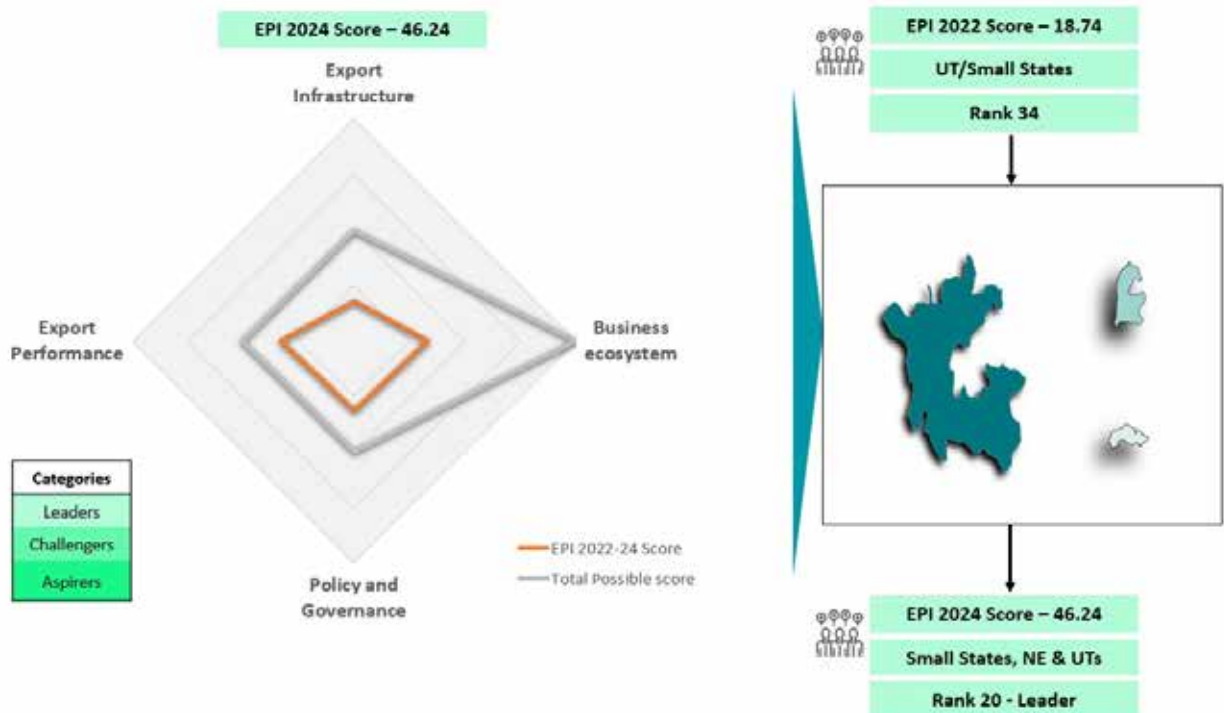 EPI 2024 Score – 46.24
Export
Infrastructure
Export
Performance
Business
ecosystem
Policy and
Governance
EPI 2022-24 Score
Total Possible score
Categories
Leaders
Challengers
Aspirers
EPI 2022 Score – 18.74
UT/Small States
Rank 34
EPI 2024 Score – 46.24
Small States, NE & UTs
Rank 20 - Leader